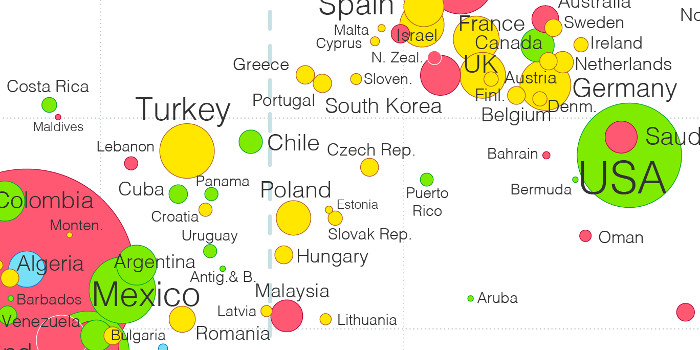 Spain
Australia
Malta
Israel
France
Sweden
No
Cyprus
Canada
Ireland
N. Zeal.
Greece
UK
Netherlands
Sloven.
Austria
Costa Rica
Portugal
South Korea
Finl.
Germany
Denm.
Turkey
Belgium
Maldives
Saud
Lebanon
Chile
Czech Rep.
Bahrain
Cuba
Panama
Poland
Puerto
Rico
Bermuda
USA
Colombia
Croatia
Estonia
Monten.
Uruguay
Slovak Rep.
Oman
Algeria
Argentina
Hungary
Antig.& B.
Mexico
Malaysia
Barbados
Aruba
Venezuela
Latvia
Lithuania
Bulgaria
Romania
nd